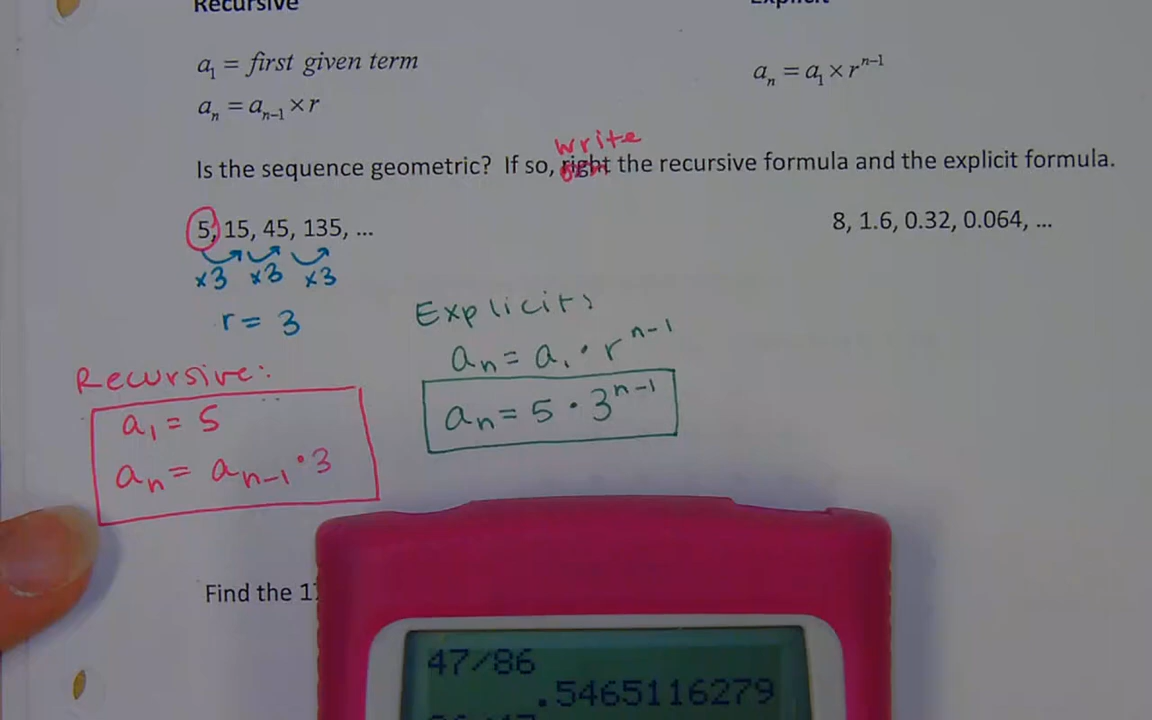 Recursive
Explicit
a₁ = first given term
aₙ = aₙ₋₁ × r
aₙ = a₁ × rⁿ⁻¹
write
Is the sequence geometric? If so, right the recursive formula and the explicit formula.
5, 15, 45, 135, ...
8, 1.6, 0.32, 0.064, ...
×3 ×3 ×3
r = 3
Explicit:
aₙ = a₁ · rⁿ⁻¹
aₙ = 5 · 3ⁿ⁻¹
Recursive:
a₁ = 5
aₙ = aₙ₋₁ · 3
Find the
47/86
.5465116279